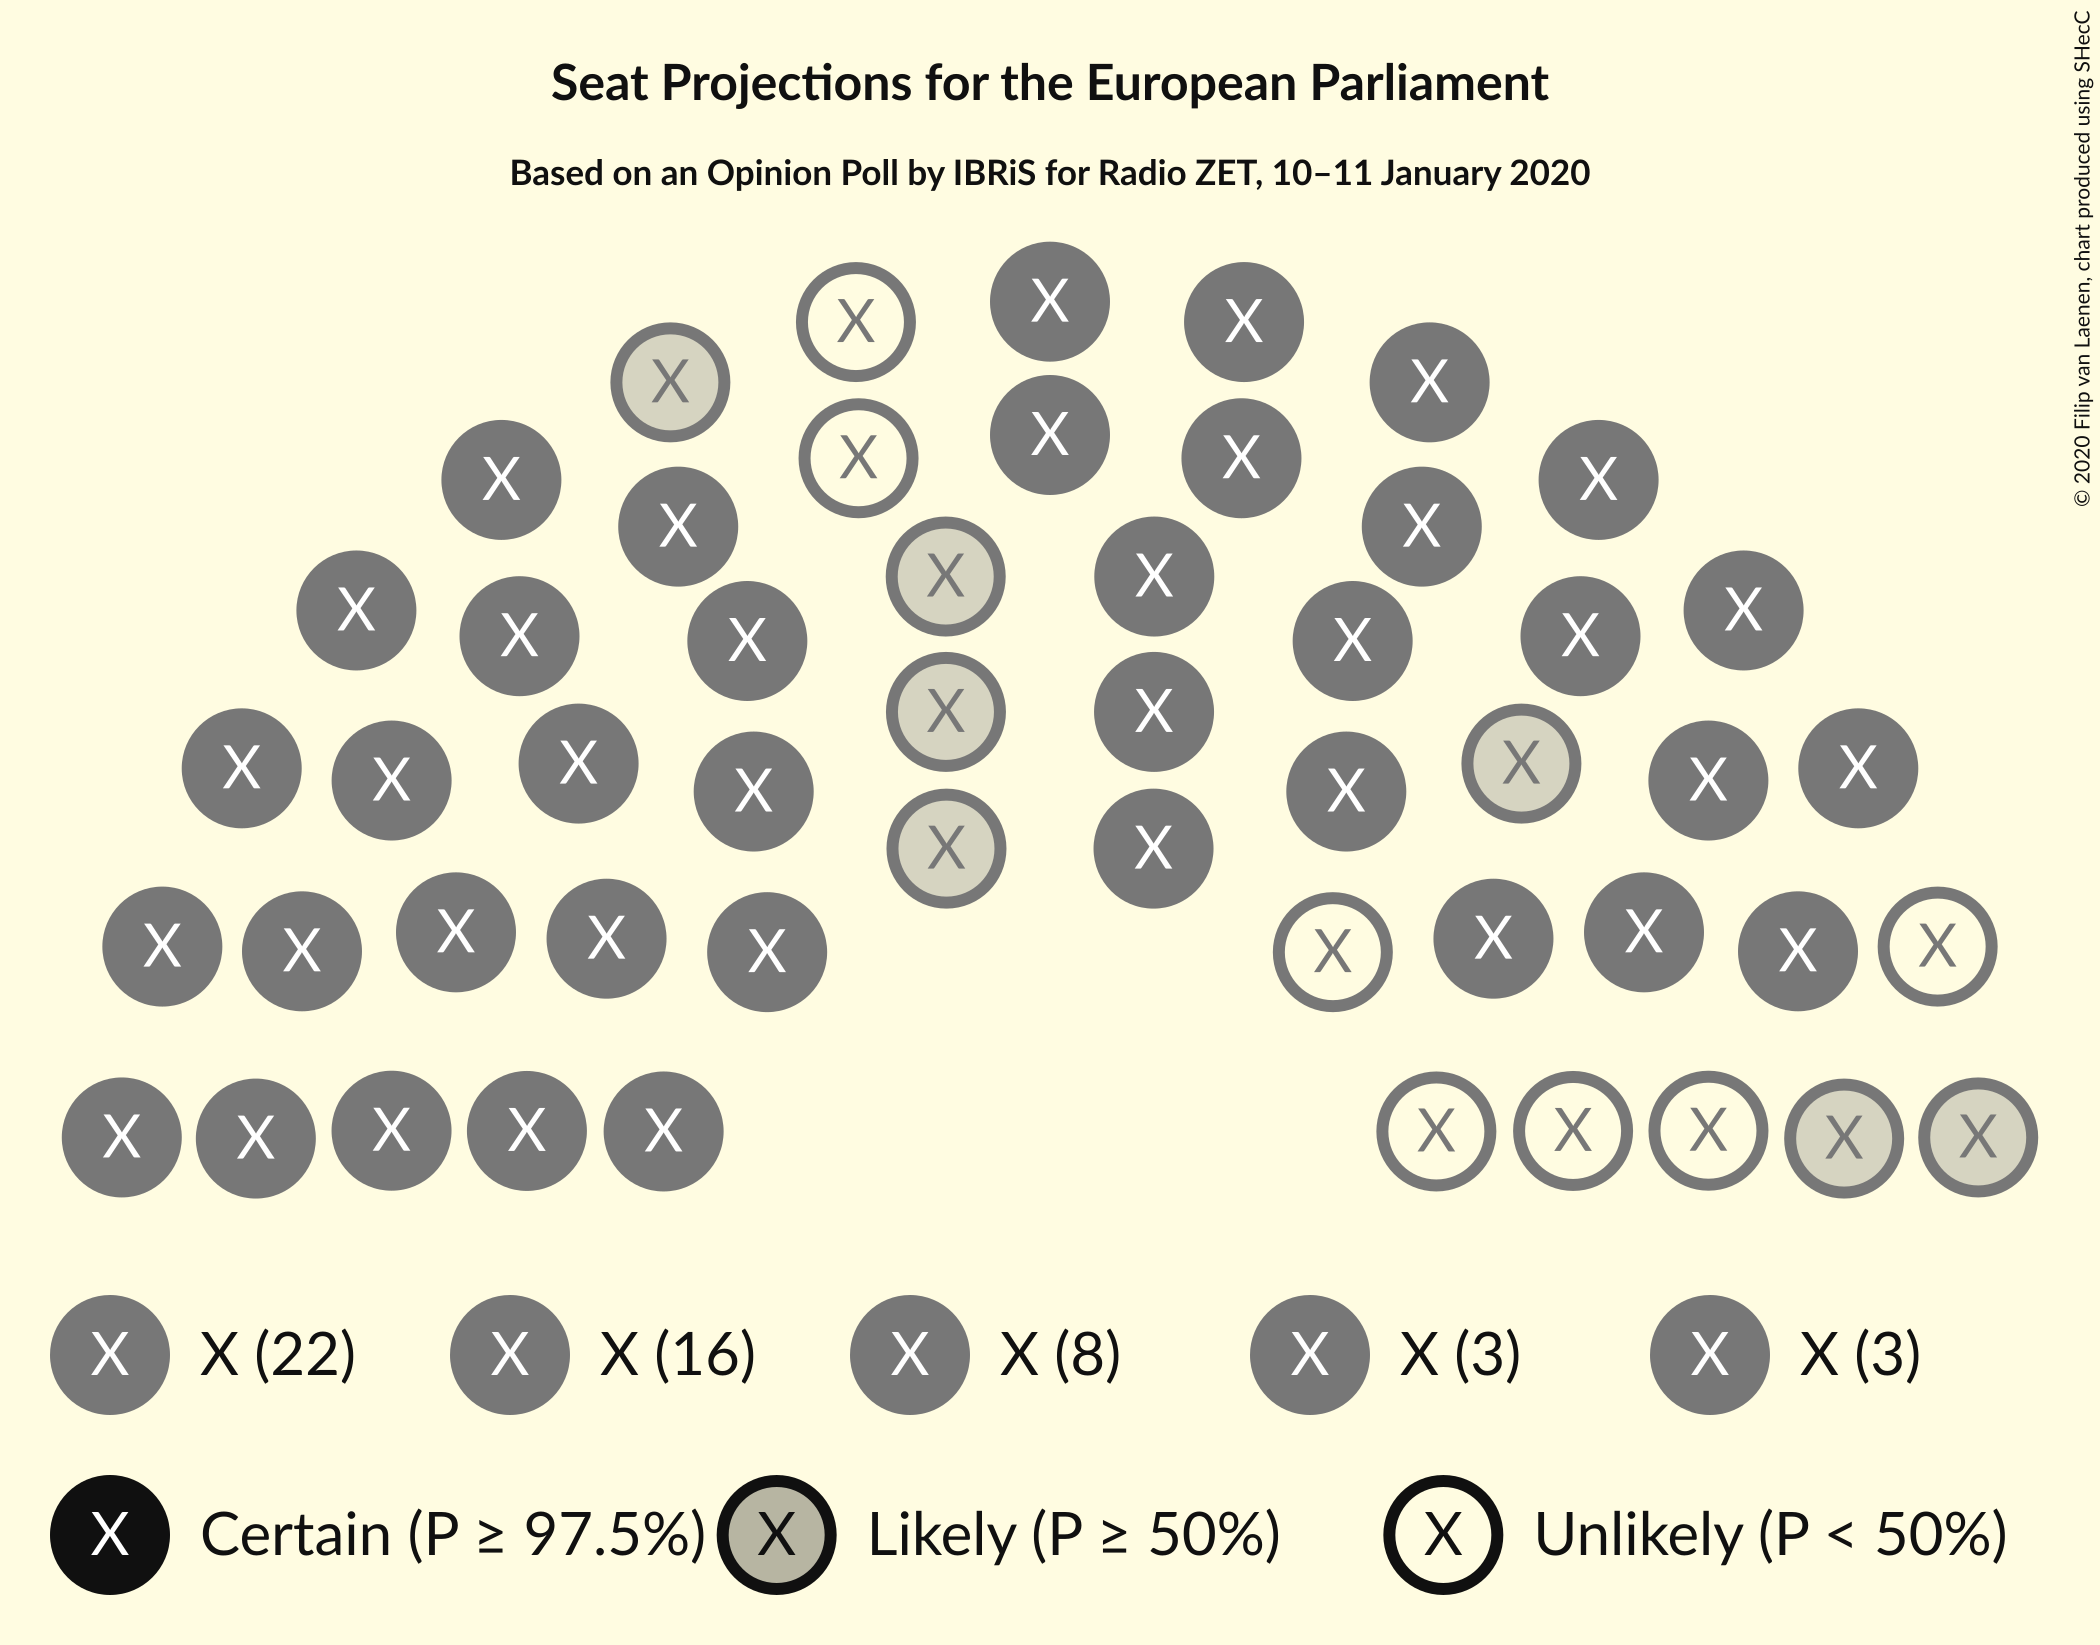 Seat Projections for the European Parliament
Based on an Opinion Poll by IBRiS for Radio ZET, 10–11 January 2020
© 2020 Filip van Laenen, chart produced using SHecC
X
X X
X X
X
X X
X X
X X
X X
X X
X X
X X
X X
X X
X X
X X
X X
X X
X X X X X X X X X X
X X X X X X X X X X
X X (22) X X (16) X X (8) X X (3) X X (3)
X Certain (P ≥ 97.5%) X Likely (P ≥ 50%) X Unlikely (P < 50%)